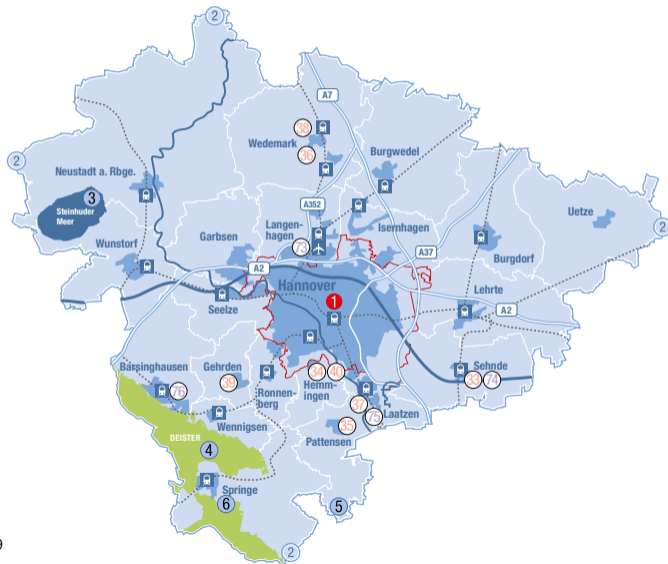 2
A7
38
Wedemark
36
Burgwedel
2
Neustadt a. Rbge.
3
Steinhuder
Meer
A352
Langen-
hagen
73
Isernhagen
Uetze
2
Garbsen
Wunstorf
A37
Burgdorf
A2
Hannover
Lehrte
1
A2
Seelze
Barsinghausen
76
Gehrden
39
Ronnen-
berg
34
40
Hemm-
ingen
Sehnde
33
74
37
Laatzen
75
35
Pattensen
Wennigsen
DEISTER
4
Springe
6
5
2
9